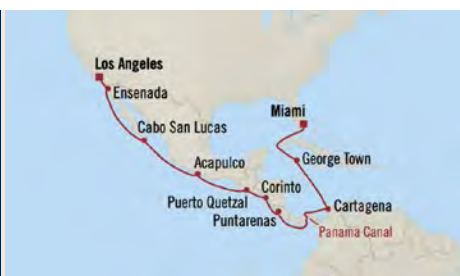 Los Angeles
Ensenada
Miami
Cabo San Lucas
George Town
Acapulco
Corinto
Puerto Quetzal
Cartagena
Puntarenas
Panama Canal